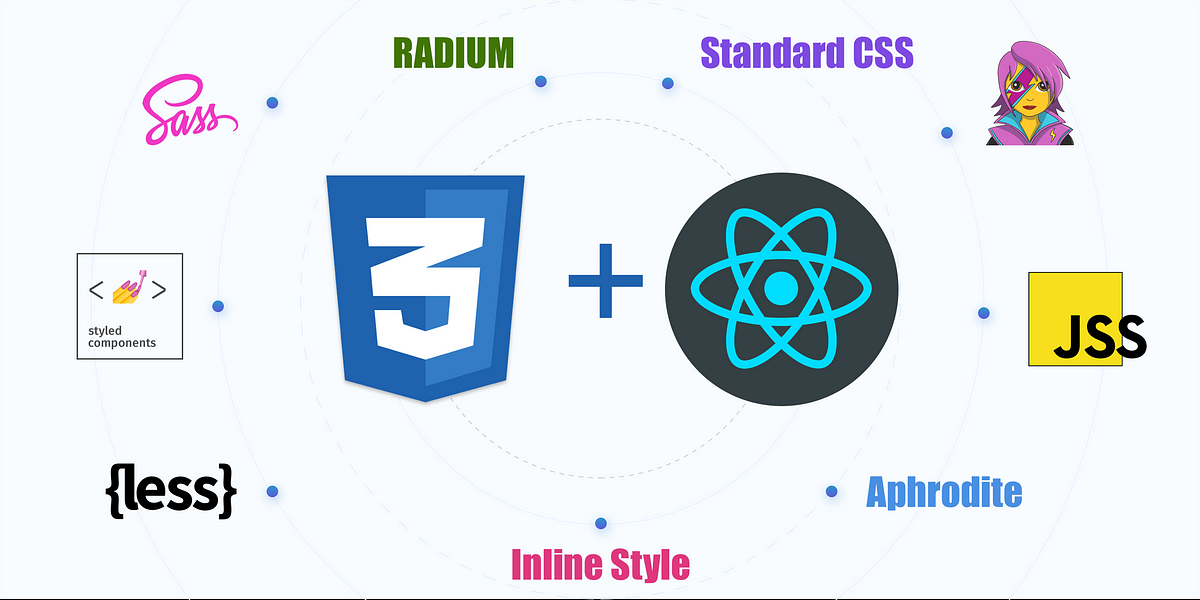 RADIUM
Standard CSS
Sass
3
< >
styled
components
JSS
{less}
Aphrodite
Inline Style